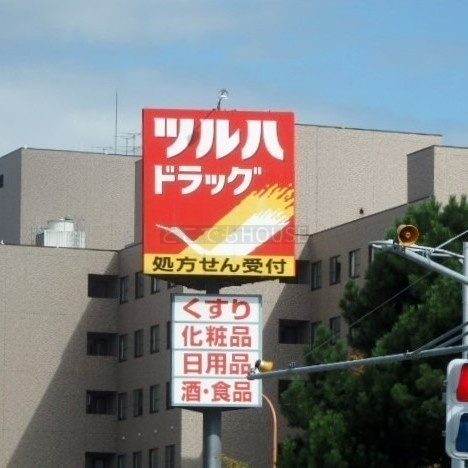 ツルハ
ドラッグ
処方せん受付
くすり
化粧品
日用品
酒・食品